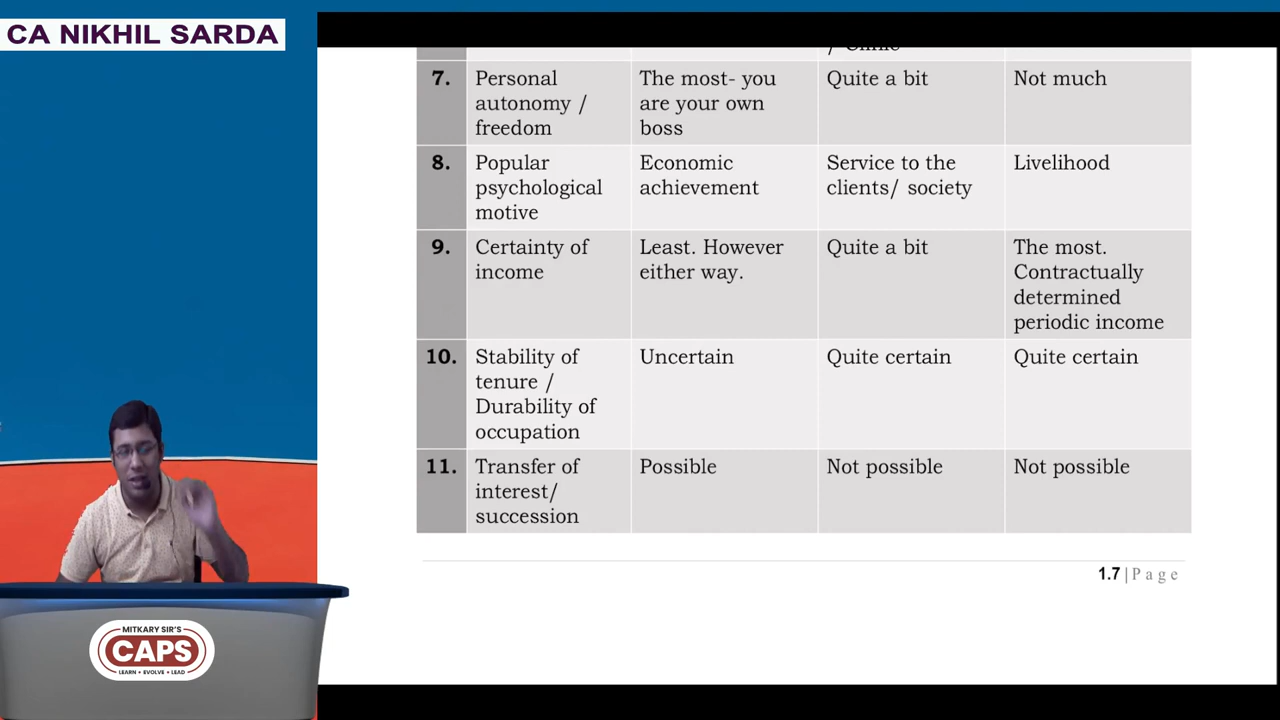 CA NIKHIL SARDA
/ Clinic
7. Personal autonomy / freedom The most- you are your own boss Quite a bit Not much
8. Popular psychological motive Economic achievement Service to the clients/ society Livelihood
9. Certainty of income Least. However either way. Quite a bit The most. Contractually determined periodic income
10. Stability of tenure / Durability of occupation Uncertain Quite certain Quite certain
11. Transfer of interest/ succession Possible Not possible Not possible
1.7 | P a g e
MITKARY SIR'S
CAPS
LEARN • EVOLVE • LEAD